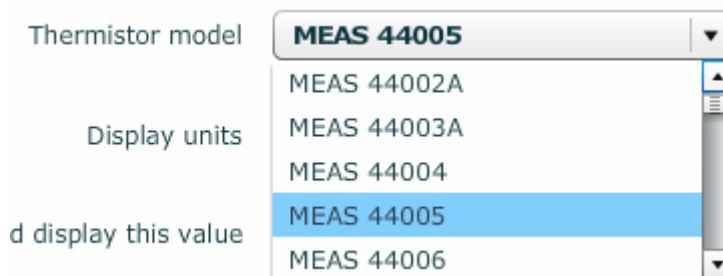 Thermistor model MEAS 44005
MEAS 44002A
MEAS 44003A
Display units
MEAS 44004
MEAS 44005
d display this value
MEAS 44006